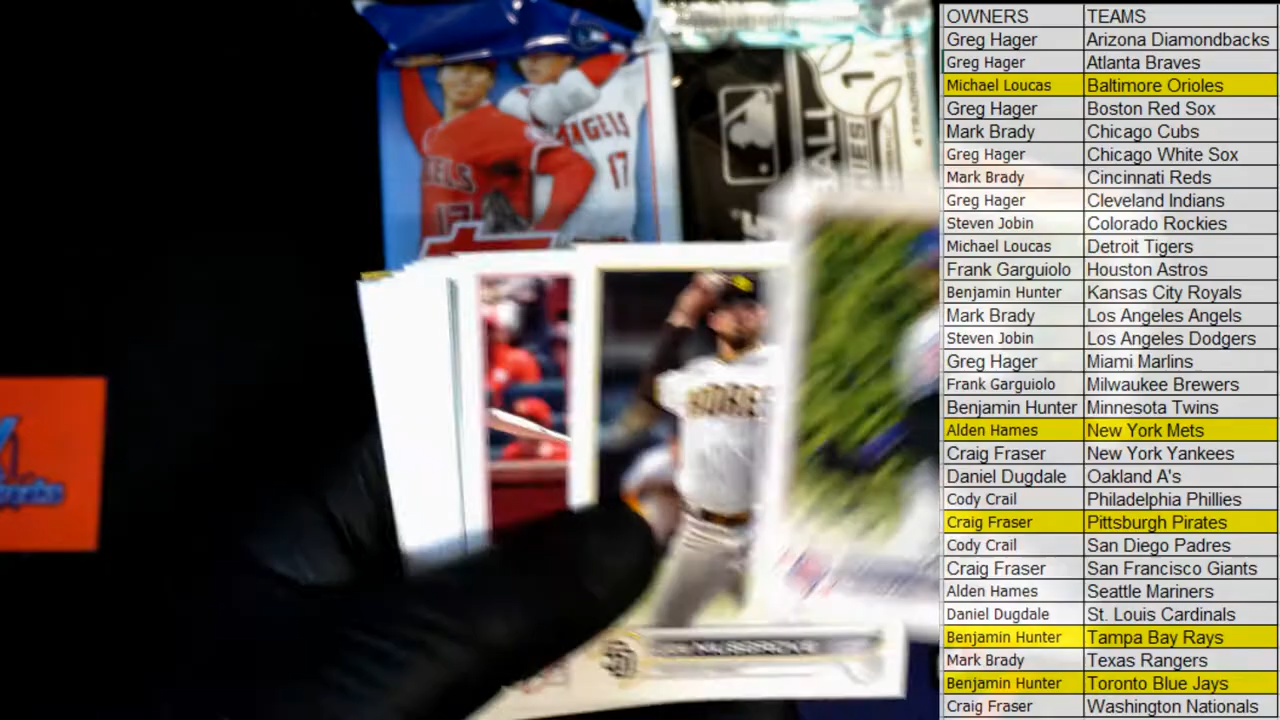 OWNERS TEAMS
Greg Hager Arizona Diamondbacks
Greg Hager Atlanta Braves
Michael Loucas Baltimore Orioles
Greg Hager Boston Red Sox
Mark Brady Chicago Cubs
Greg Hager Chicago White Sox
Mark Brady Cincinnati Reds
Greg Hager Cleveland Indians
Steven Jobin Colorado Rockies
Michael Loucas Detroit Tigers
Frank Garguiolo Houston Astros
Benjamin Hunter Kansas City Royals
Mark Brady Los Angeles Angels
Steven Jobin Los Angeles Dodgers
Greg Hager Miami Marlins
Frank Garguiolo Milwaukee Brewers
Benjamin Hunter Minnesota Twins
Alden Hames New York Mets
Craig Fraser New York Yankees
Daniel Dugdale Oakland A's
Cody Crail Philadelphia Phillies
Craig Fraser Pittsburgh Pirates
Cody Crail San Diego Padres
Craig Fraser San Francisco Giants
Alden Hames Seattle Mariners
Daniel Dugdale St. Louis Cardinals
Benjamin Hunter Tampa Bay Rays
Mark Brady Texas Rangers
Benjamin Hunter Toronto Blue Jays
Craig Fraser Washington Nationals
ANGELS
17
1